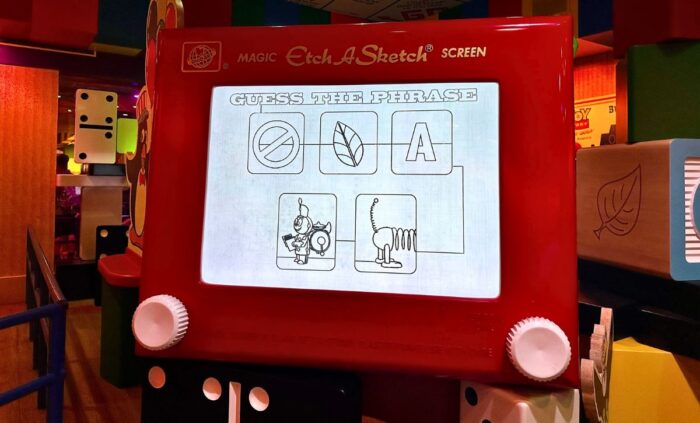 MAGIC Etch A Sketch® SCREEN
GUESS THE PHRASE
A